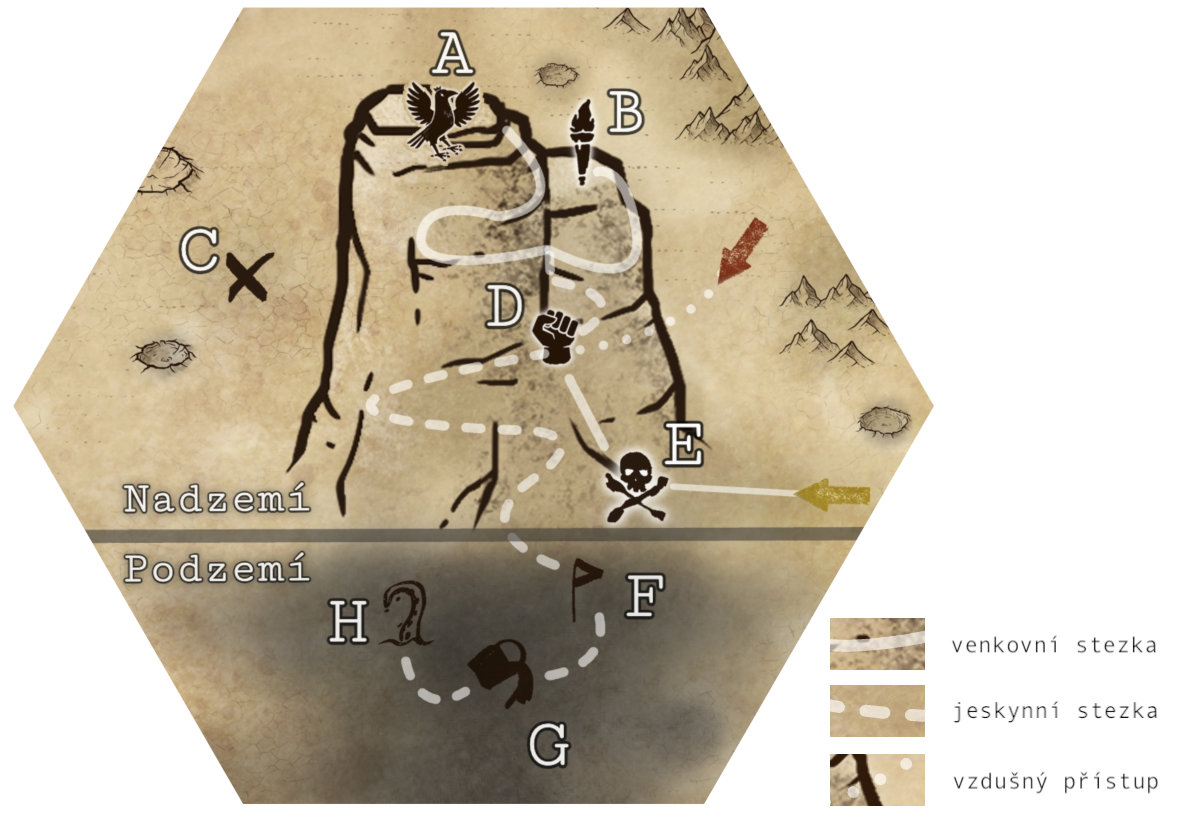 A
B
C
D
E
Nadzemí
Podzemí
F
H
G
venkovní stezka
jeskynní stezka
vzdušný přístup